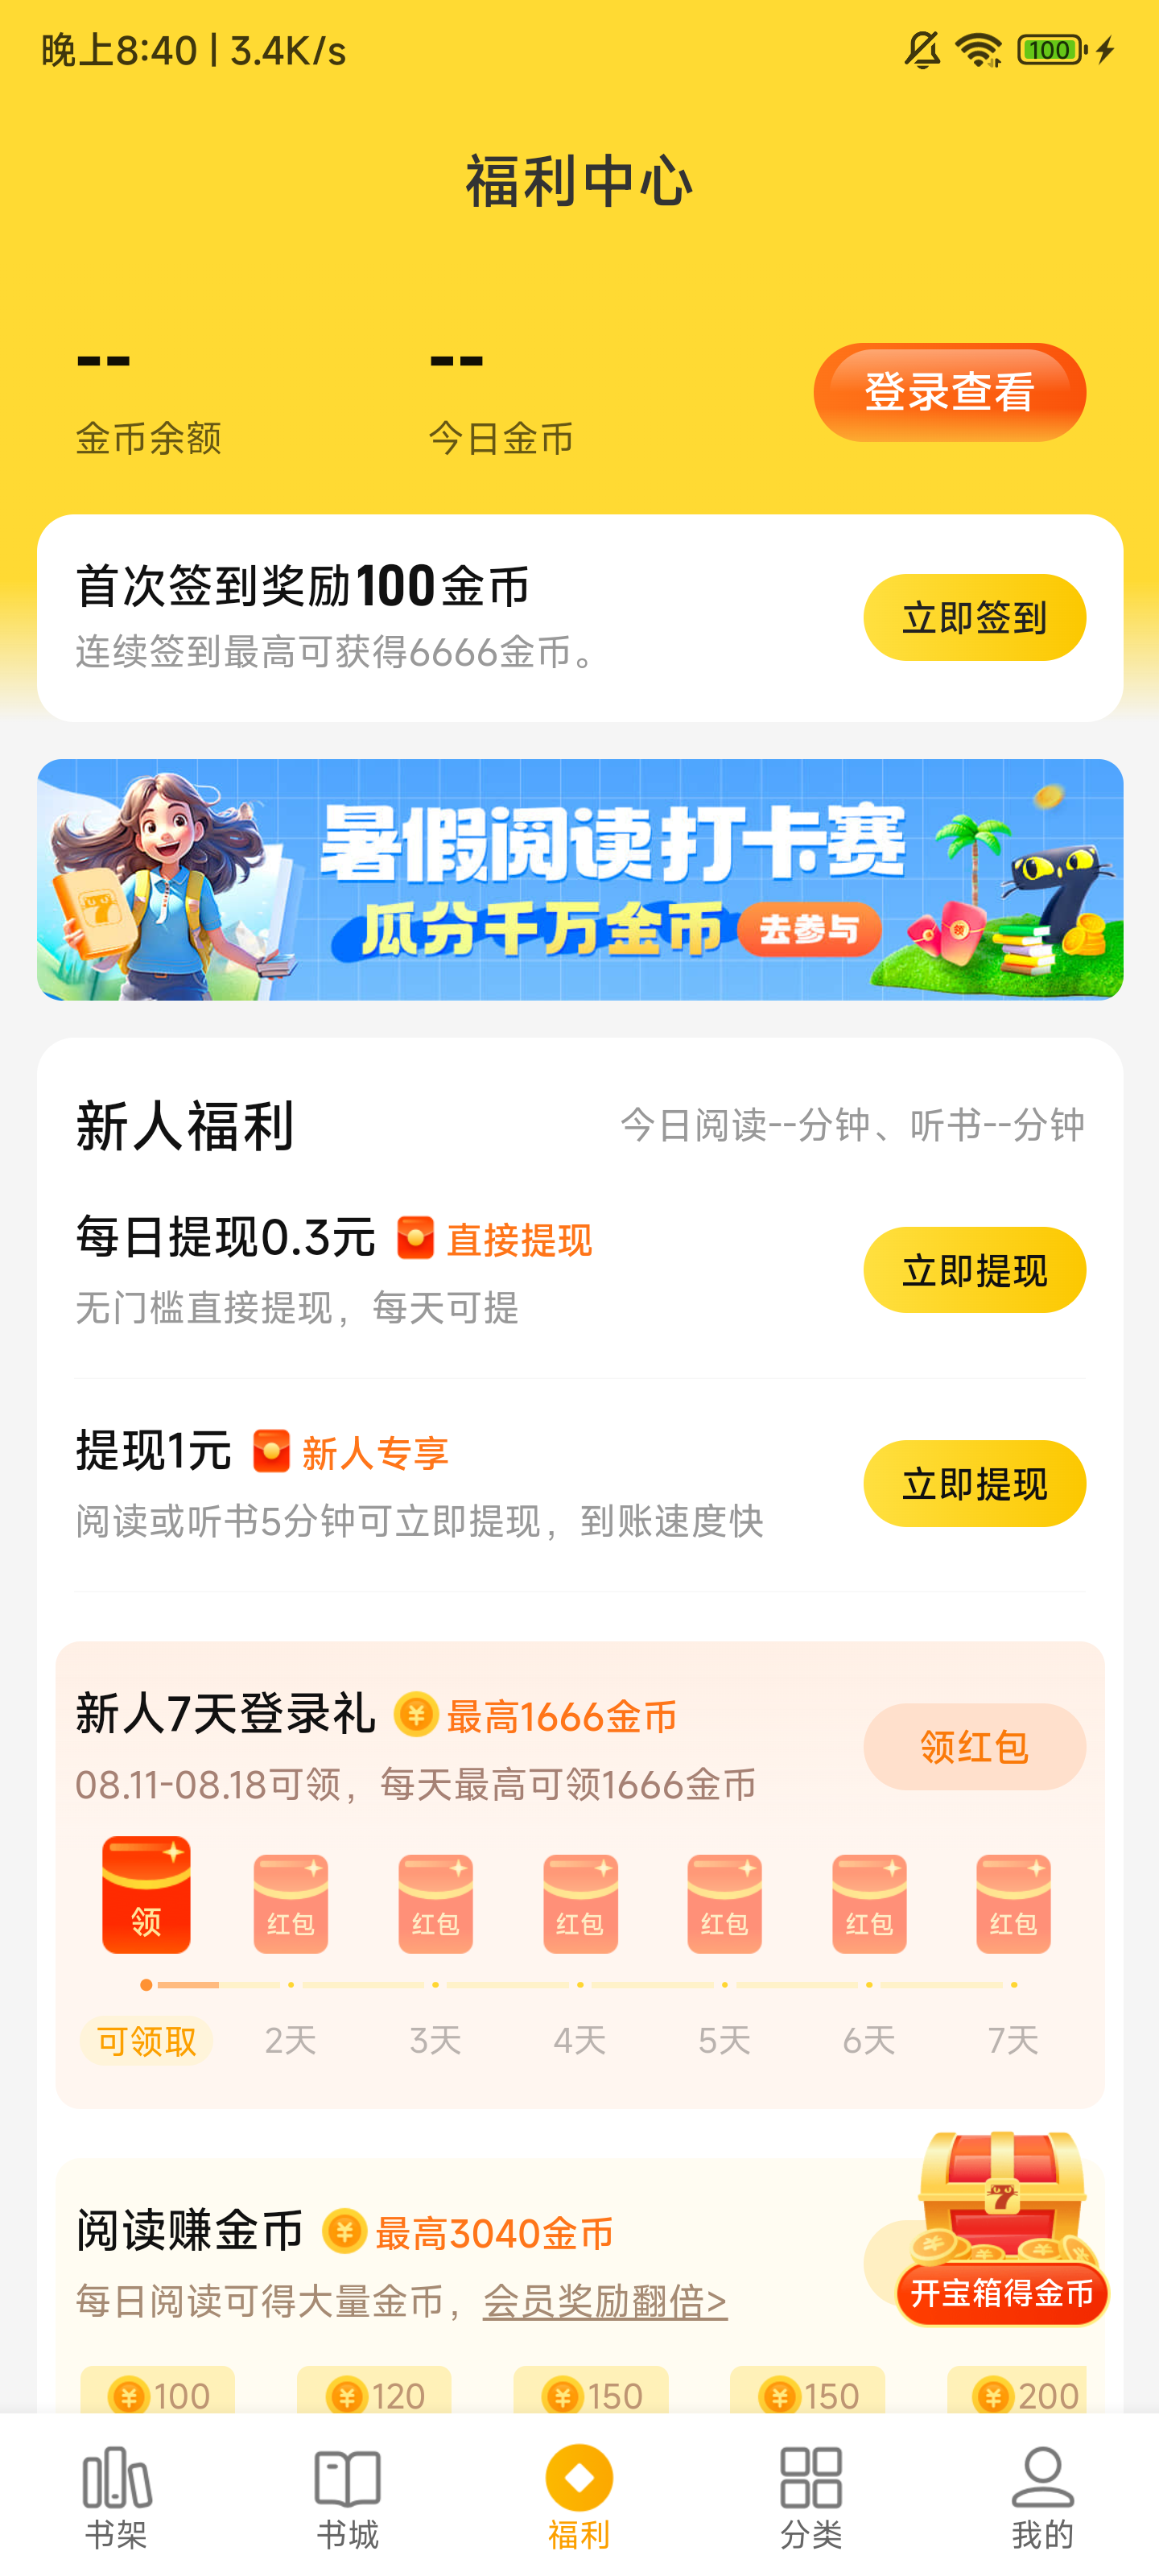 晚上8:40 | 3.4K/s
100
福利中心
--
--
登录查看
金币余额
今日金币
首次签到奖励100金币
立即签到
连续签到最高可获得6666金币。
暑假阅读打卡赛
瓜分千万金币
去参与
领
新人福利
今日阅读--分钟、听书--分钟
每日提现0.3元
直接提现
立即提现
无门槛直接提现，每天可提
提现1元
新人专享
立即提现
阅读或听书5分钟可立即提现，到账速度快
新人7天登录礼
最高1666金币
领红包
08.11-08.18可领，每天最高可领1666金币
领 红包 红包 红包 红包 红包 红包
可领取 2天 3天 4天 5天 6天 7天
阅读赚金币
最高3040金币
每日阅读可得大量金币，会员奖励翻倍>
开宝箱得金币
100 120 150 150 200
书架 书城 福利 分类 我的